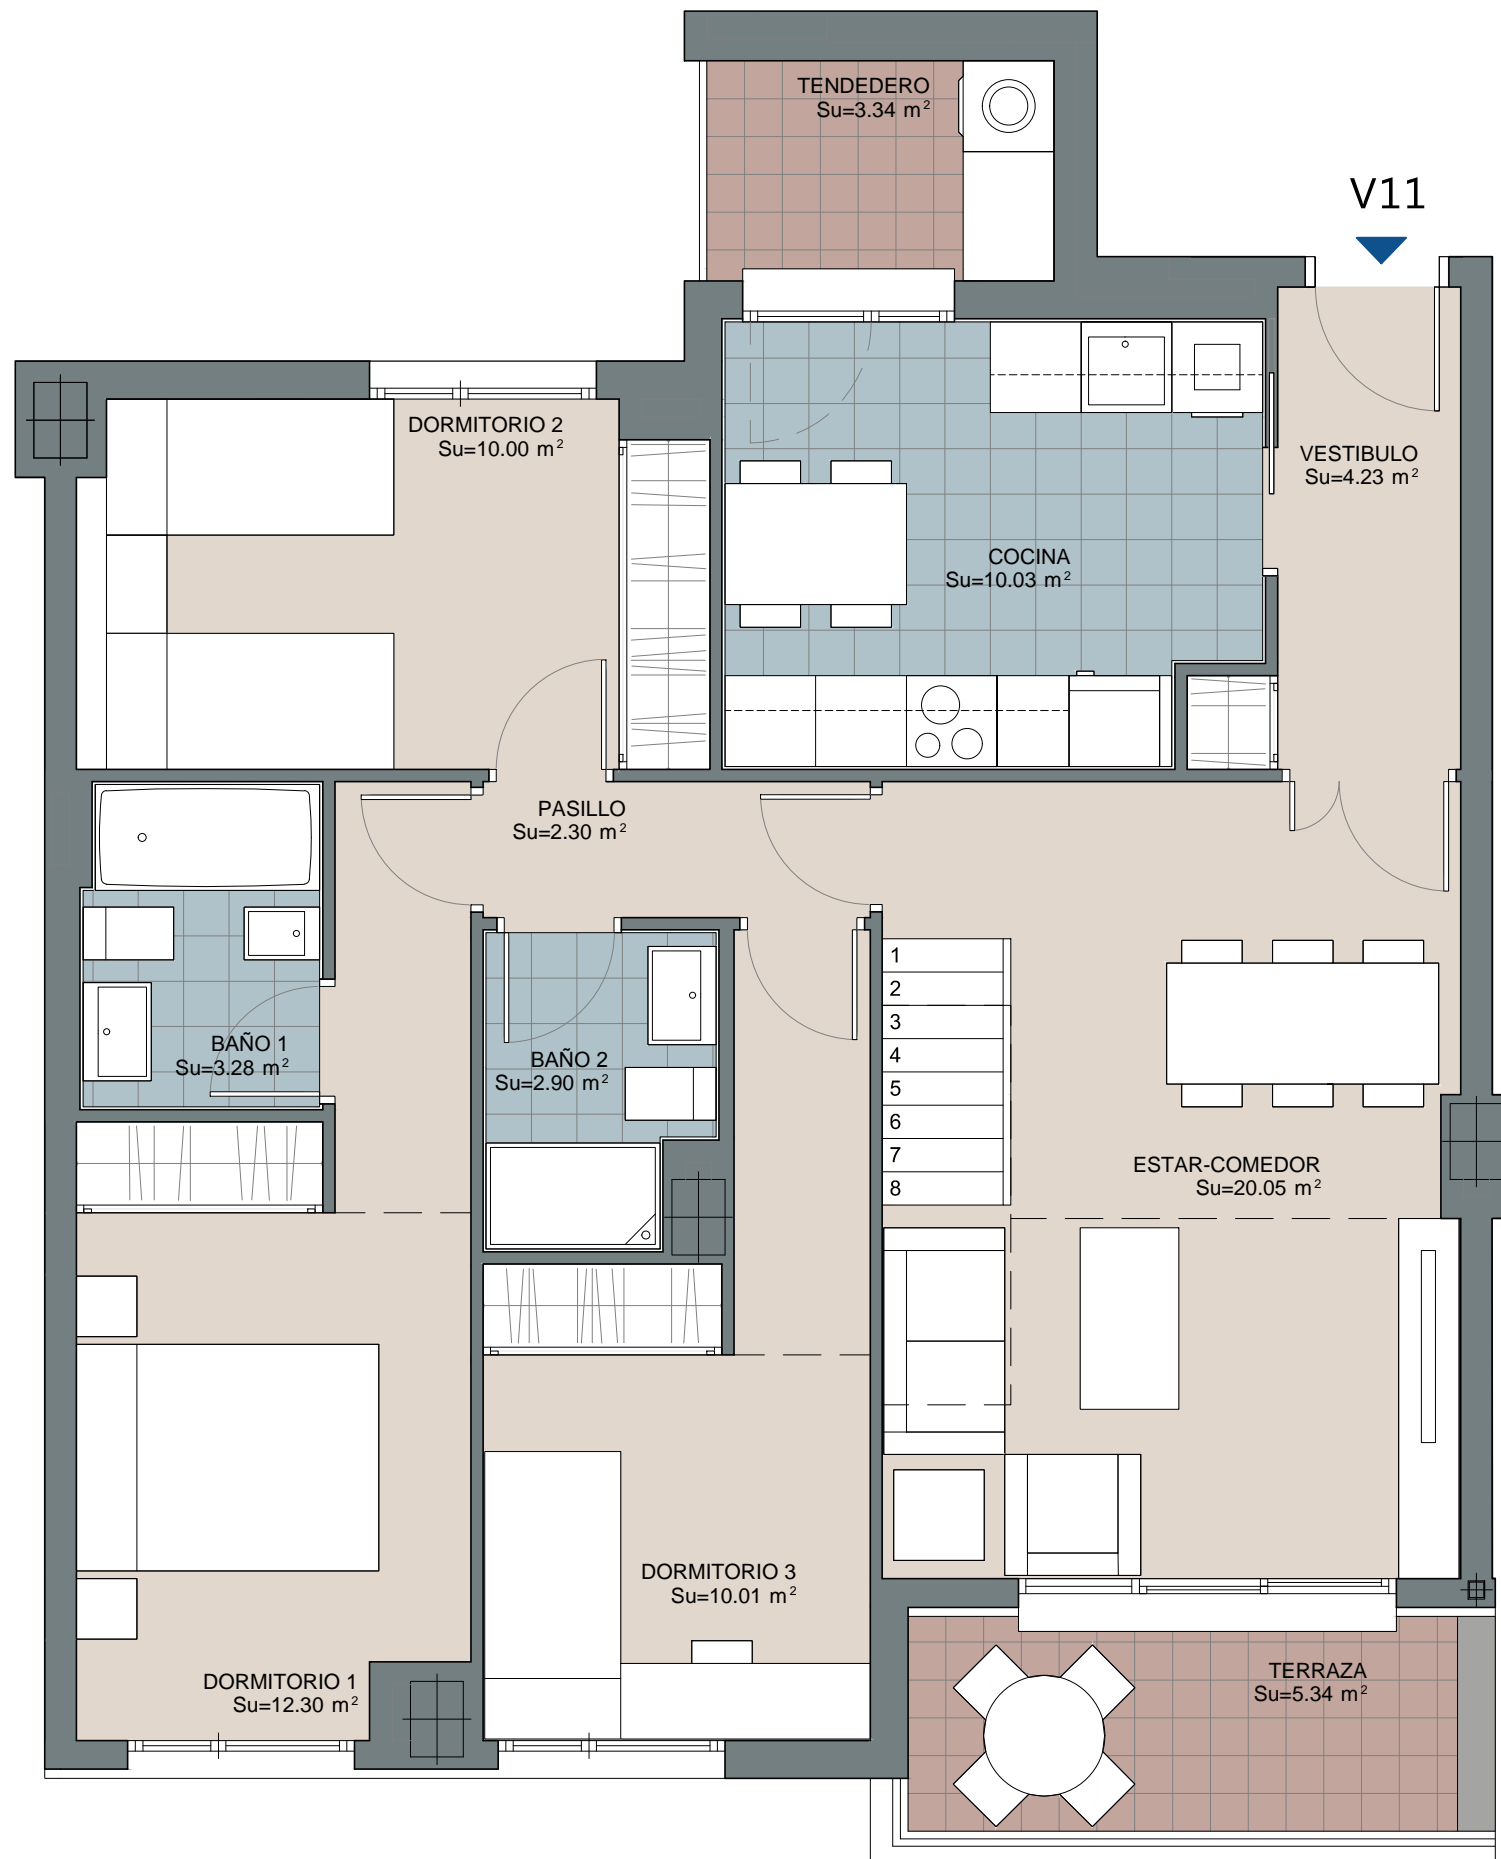 TENDEDERO
Su=3.34 m²
V11
DORMITORIO 2
Su=10.00 m²
VESTIBULO
Su=4.23 m²
COCINA
Su=10.03 m²
PASILLO
Su=2.30 m²
1
2
3
4
5
6
7
8
BAÑO 1
Su=3.28 m²
BAÑO 2
Su=2.90 m²
ESTAR-COMEDOR
Su=20.05 m²
DORMITORIO 3
Su=10.01 m²
DORMITORIO 1
Su=12.30 m²
TERRAZA
Su=5.34 m²